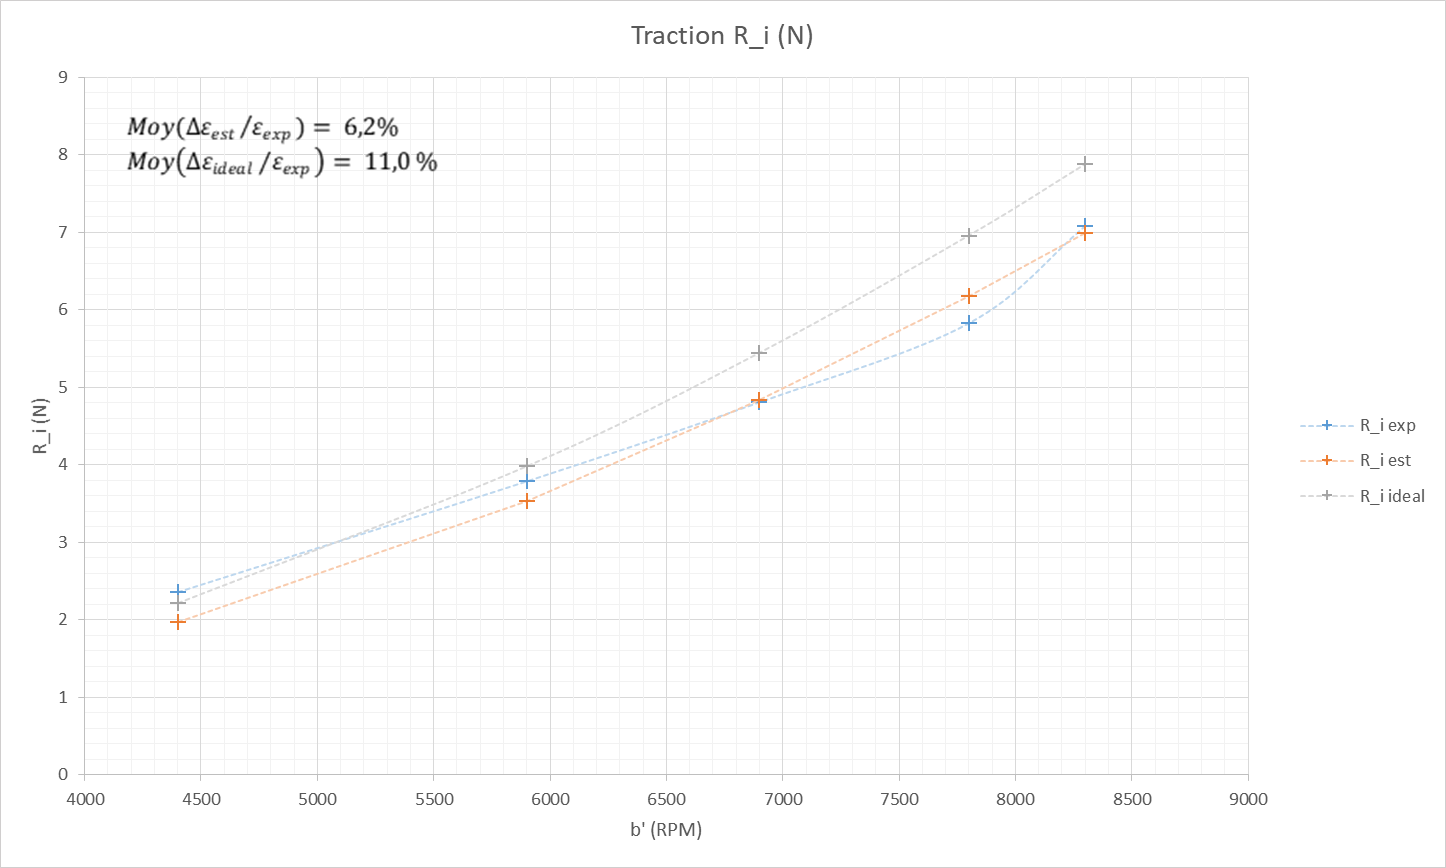 Traction R_i (N)
Moy(Δε_est/ε_exp) = 6,2%
Moy(Δε_ideal/ε_exp) = 11,0 %
9
8
7
6
5
4
3
2
1
0
R_i (N)
4000 4500 5000 5500 6000 6500 7000 7500 8000 8500 9000
b' (RPM)
R_i exp
R_i est
R_i ideal